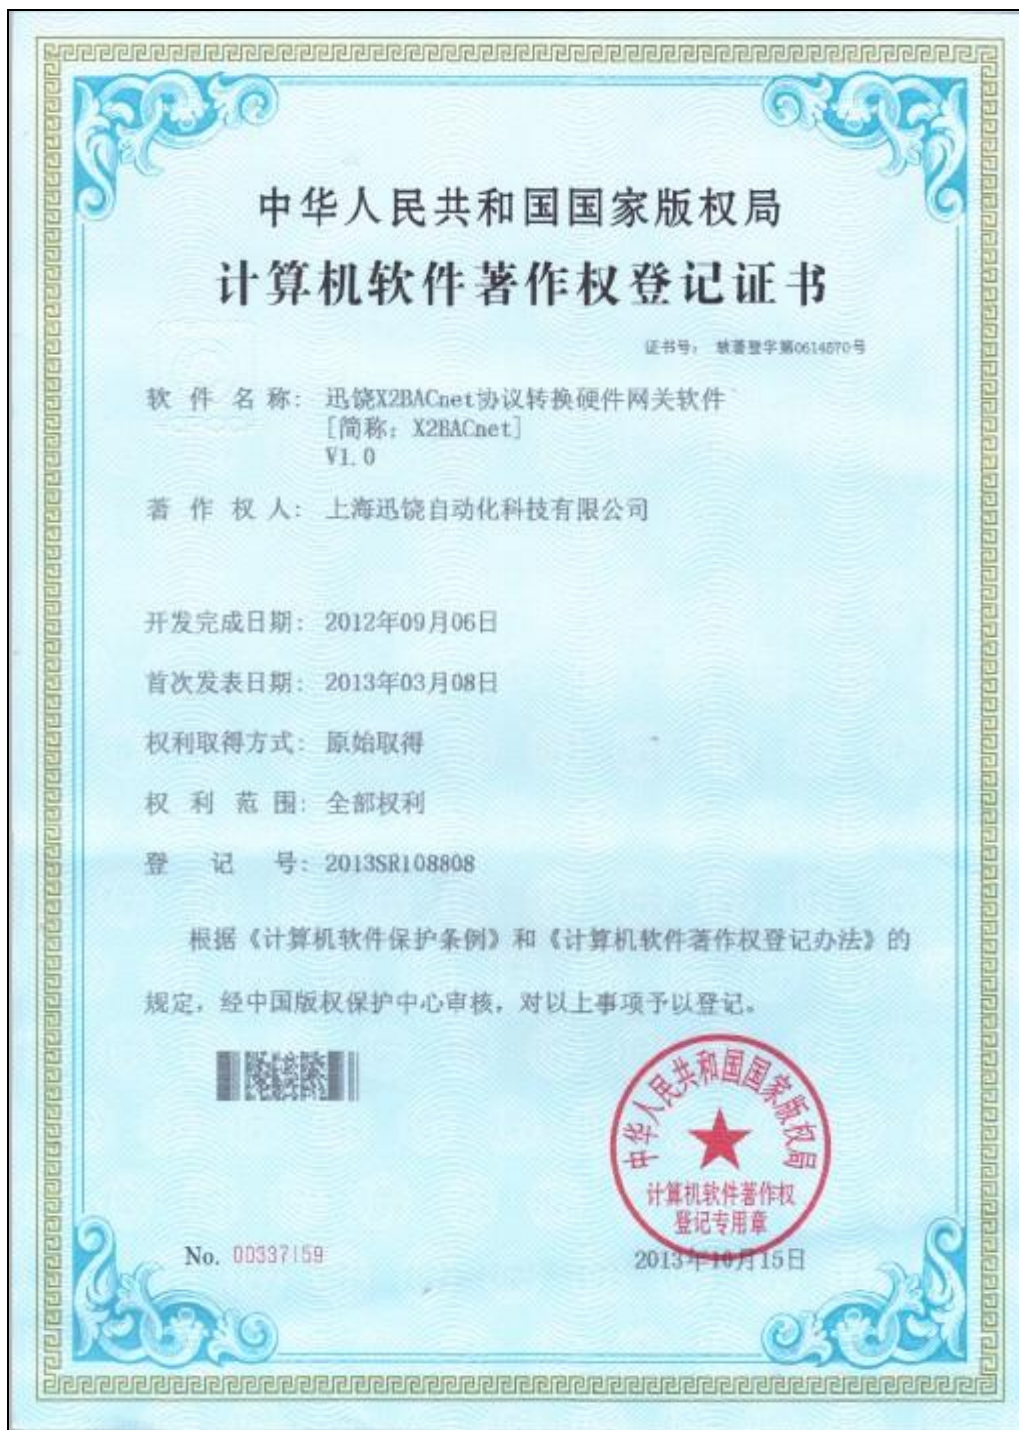 中华人民共和国国家版权局
计算机软件著作权登记证书
证书号： 软著登字第0614570号
软件名称： 迅饶X2BACnet协议转换硬件网关软件
[简称：X2BACnet]
V1.0
著作权人： 上海迅饶自动化科技有限公司
开发完成日期： 2012年09月06日
首次发表日期： 2013年03月08日
权利取得方式： 原始取得
权利范围： 全部权利
登记号： 2013SR108808
根据《计算机软件保护条例》和《计算机软件著作权登记办法》的
规定，经中国版权保护中心审核，对以上事项予以登记。
中华人民共和国国家版权局
计算机软件著作权
登记专用章
No. 00337159
2013年10月15日